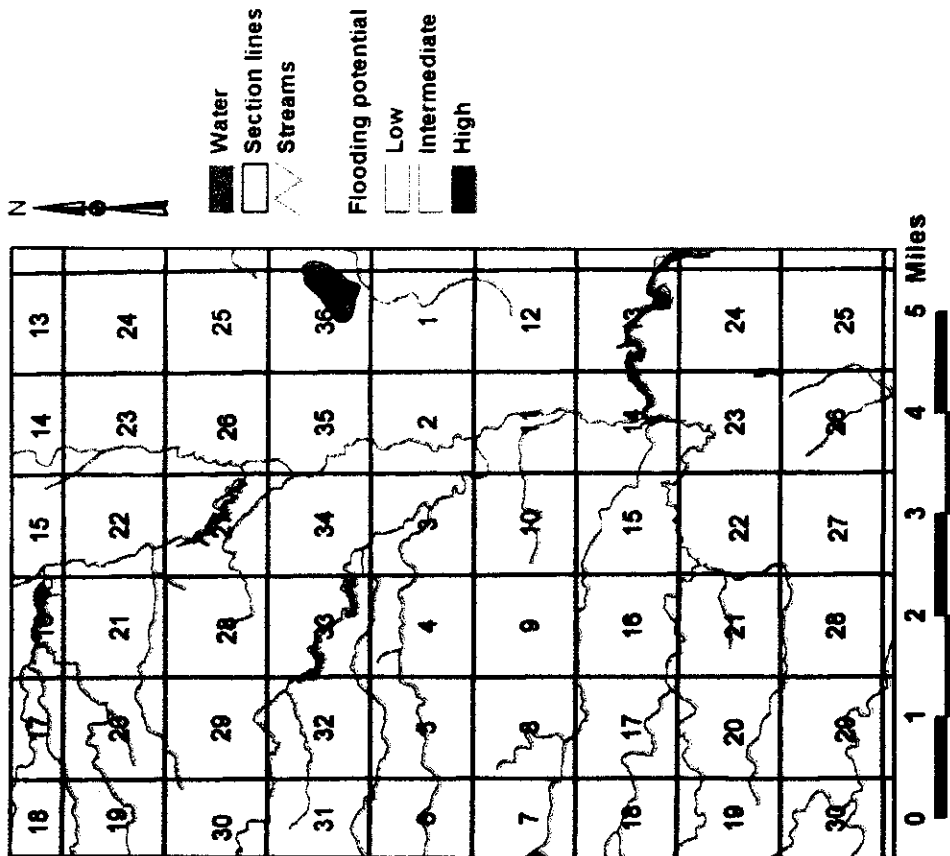 N
Water
Section lines
Streams
Flooding potential
Low
Intermediate
High
18 17 16 15 14 13
19 20 21 22 23 24
30 29 28 27 26 25
31 32 33 34 35 36
6 5 4 3 2 1
7 8 9 10 11 12
18 17 16 15 14 13
19 20 21 22 23 24
30 29 28 27 26 25
0 1 2 3 4 5 Miles